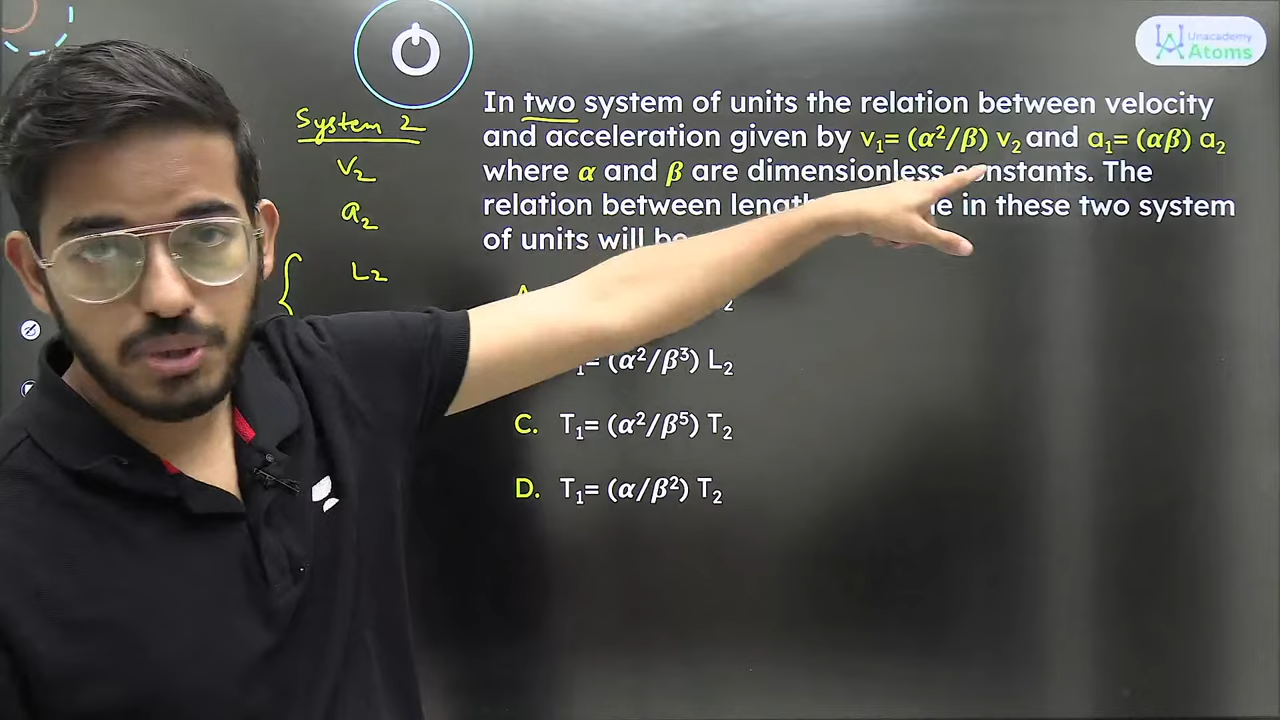 Unacademy
Atoms
System 2
v₂
a₂
L₂
In two system of units the relation between velocity
and acceleration given by v₁= (α²/β) v₂ and a₁= (αβ) a₂
where α and β are dimensionless constants. The
relation between in these two system
of units will be
A.
₁= (α²/β³) L₂
C. T₁= (α²/β⁵) T₂
D. T₁= (α/β²) T₂